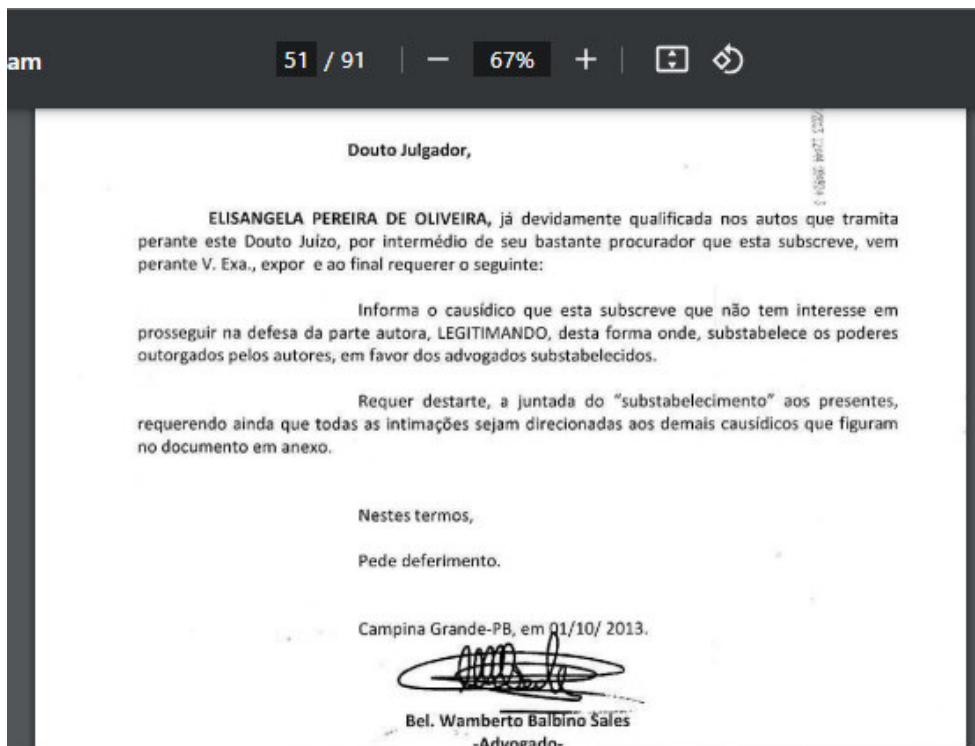 am
51 / 91
67%
Douto Julgador,
ELISANGELA PEREIRA DE OLIVEIRA, já devidamente qualificada nos autos que tramita
perante este Douto Juízo, por intermédio de seu bastante procurador que esta subscreve, vem
perante V. Exa., expor e ao final requerer o seguinte:
Informa o causídico que esta subscreve que não tem interesse em
prosseguir na defesa da parte autora, LEGITIMANDO, desta forma onde, substabelece os poderes
outorgados pelos autores, em favor dos advogados substabelecidos.
Requer destarte, a juntada do “substabelecimento” aos presentes,
requerendo ainda que todas as intimações sejam direcionadas aos demais causídicos que figuram
no documento em anexo.
Nestes termos,
Pede deferimento.
Campina Grande-PB, em 01/10/ 2013.
Bel. Wamberto Balbino Sales
-Advogado-